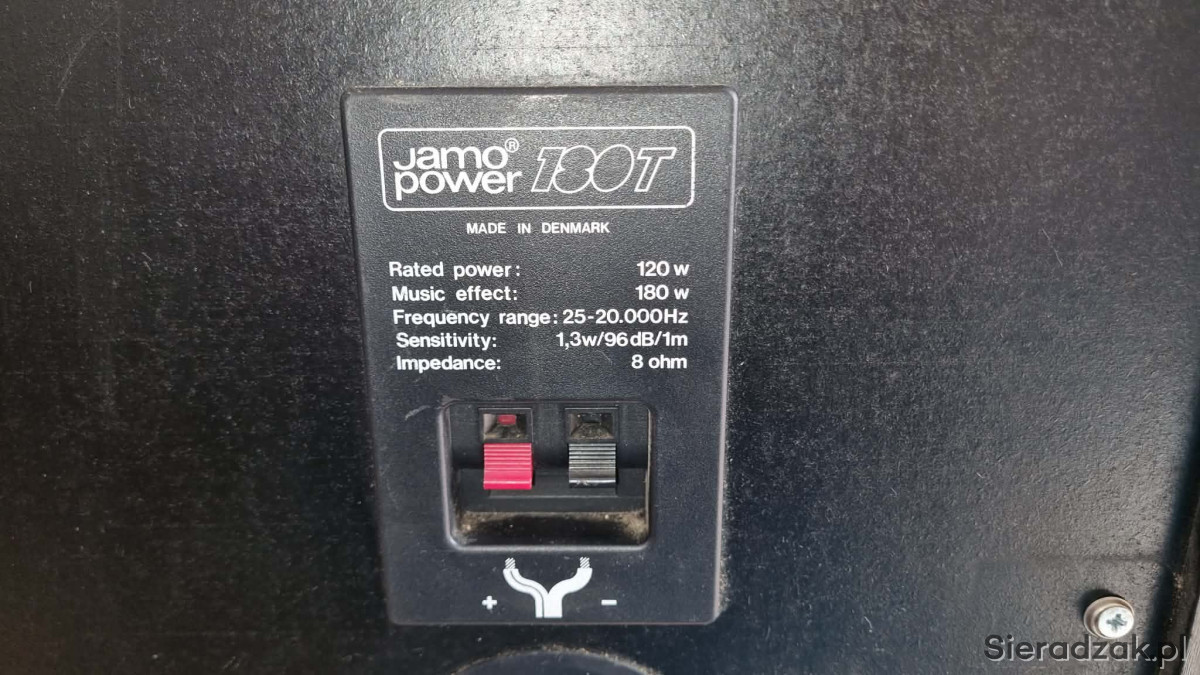 Jamo®
power 180T
MADE IN DENMARK
Rated power: 120 w
Music effect: 180 w
Frequency range: 25-20.000Hz
Sensitivity: 1,3w/96dB/1m
Impedance: 8 ohm
+ −
Sieradzak.pl